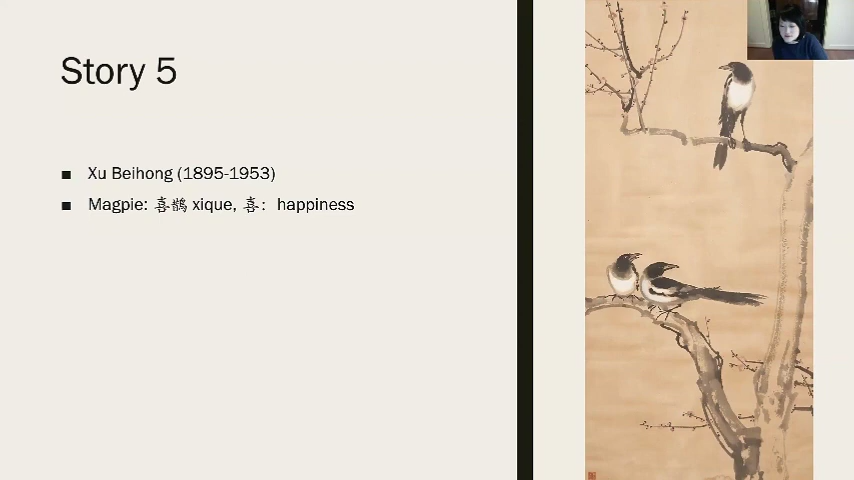 Story 5
Xu Beihong (1895-1953)
Magpie: 喜鹊 xique, 喜：happiness